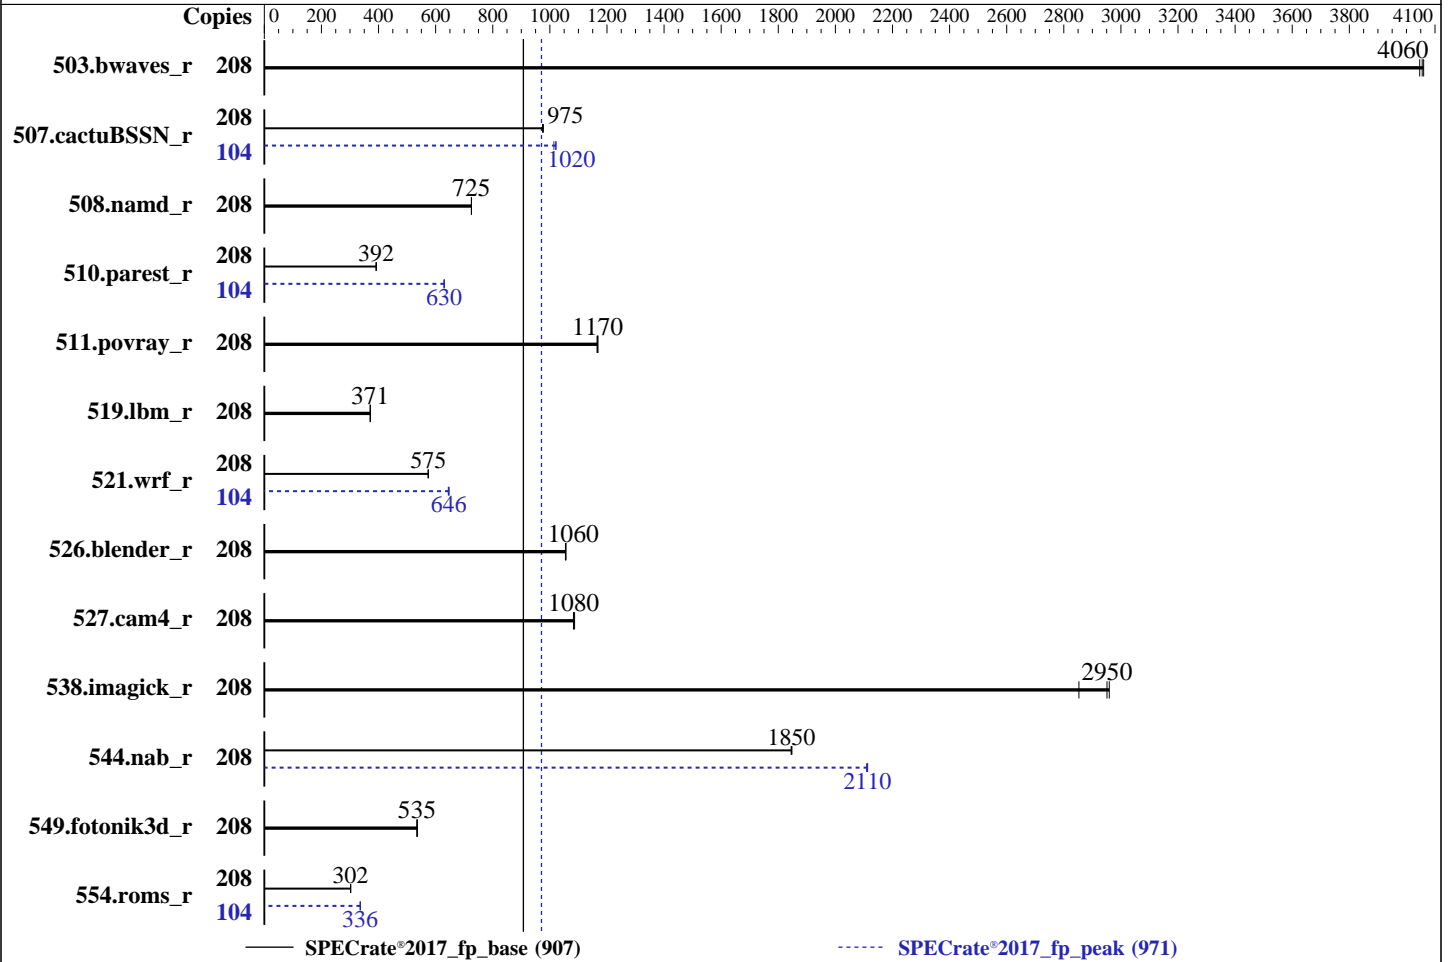 Copies 0 200 400 600 800 1000 1200 1400 1600 1800 2000 2200 2400 2600 2800 3000 3200 3400 3600 3800 4100
503.bwaves_r 208 4060
507.cactuBSSN_r 208 975
104 1020
508.namd_r 208 725
510.parest_r 208 392
104 630
511.povray_r 208 1170
519.lbm_r 208 371
521.wrf_r 208 575
104 646
526.blender_r 208 1060
527.cam4_r 208 1080
538.imagick_r 208 2950
544.nab_r 208 1850
2110
549.fotonik3d_r 208 535
554.roms_r 208 302
104 336
SPECrate®2017_fp_base (907) SPECrate®2017_fp_peak (971)